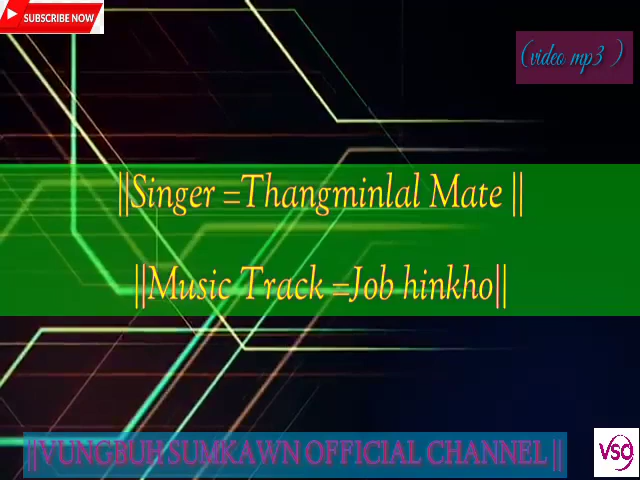 SUBSCRIBE NOW
(video mp3 )
||Singer =Thangminlal Mate ||
||Music Track =Job hinkho||
||VUNGBUH SUMKAWN OFFICIAL CHANNEL ||
vsg